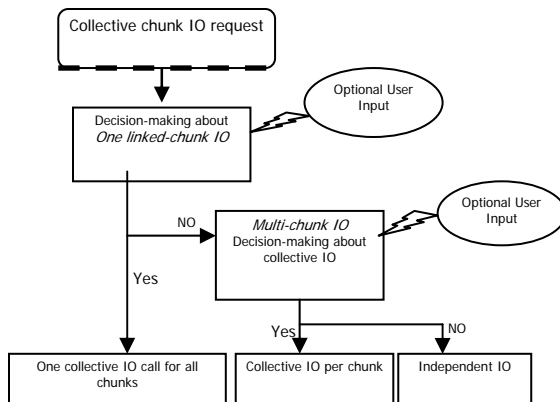 Collective chunk IO request
Optional User
Input
Decision-making about
One linked-chunk IO
Optional User
Input
NO
Multi-chunk IO
Decision-making about
collective IO
Yes
Yes
NO
One collective IO call for all
chunks
Collective IO per chunk
Independent IO